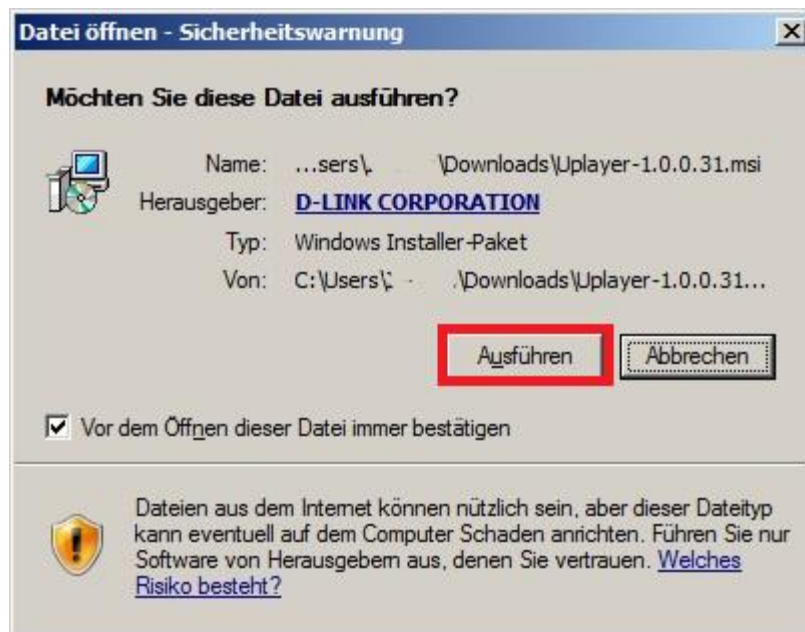 Datei öffnen - Sicherheitswarnung
Möchten Sie diese Datei ausführen?
Name: ...sers\. \Downloads\Uplayer-1.0.0.31.msi
Herausgeber: D-LINK CORPORATION
Typ: Windows Installer-Paket
Von: C:\Users\ \Downloads\Uplayer-1.0.0.31...
Ausführen Abbrechen
Vor dem Öffnen dieser Datei immer bestätigen
Dateien aus dem Internet können nützlich sein, aber dieser Dateityp
kann eventuell auf dem Computer Schaden anrichten. Führen Sie nur
Software von Herausgebern aus, denen Sie vertrauen. Welches
Risiko besteht?